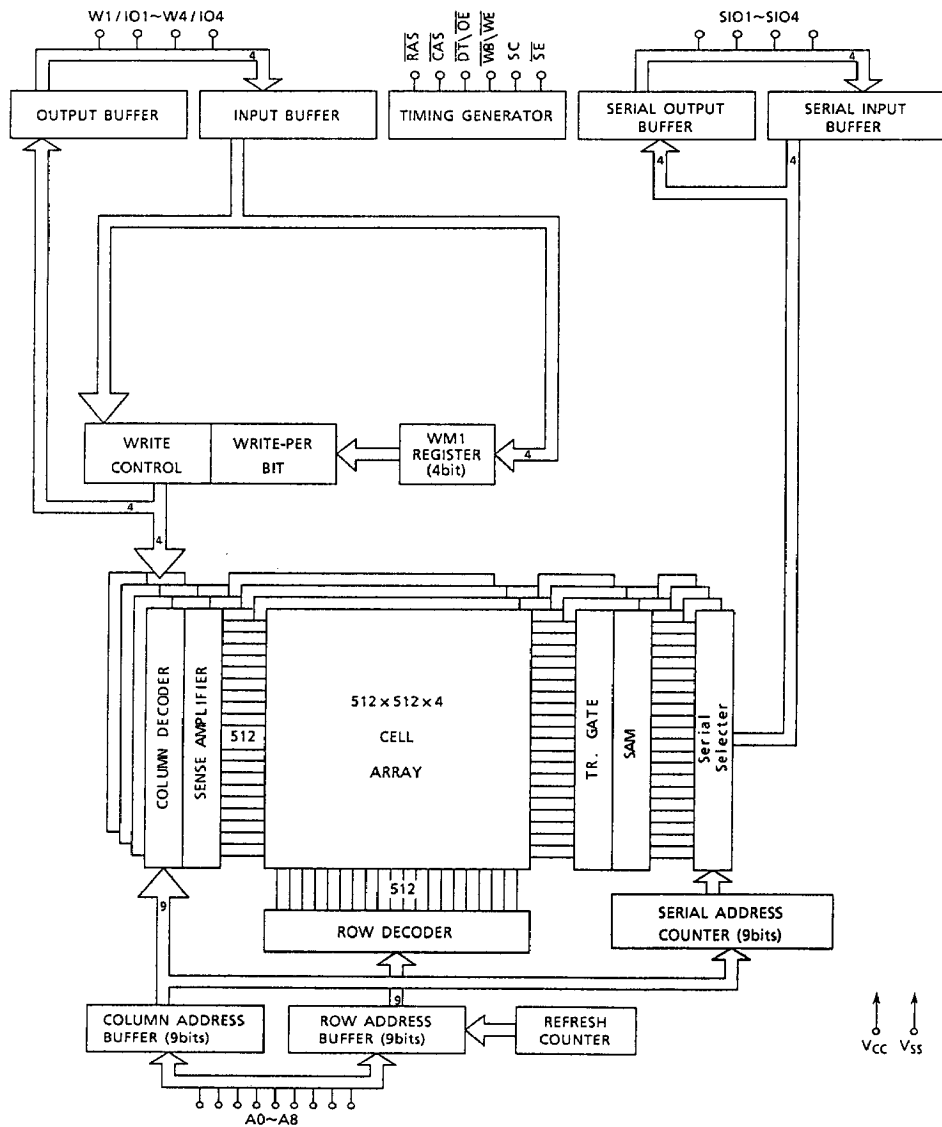 W1/IO1~W4/IO4
SIO1~SIO4
RAS
CAS
DT\OE
WB\WE
SC
SE
4
4
OUTPUT BUFFER
INPUT BUFFER
TIMING GENERATOR
SERIAL OUTPUT
BUFFER
SERIAL INPUT
BUFFER
4
4
WRITE
CONTROL
WRITE-PER
BIT
WM1
REGISTER
(4bit)
4
4
4
COLUMN DECODER
SENSE AMPLIFIER
512
512×512×4
CELL
ARRAY
TR. GATE
SAM
Serial
Selecter
512
9
ROW DECODER
SERIAL ADDRESS
COUNTER (9bits)
9
COLUMN ADDRESS
BUFFER (9bits)
ROW ADDRESS
BUFFER (9bits)
REFRESH
COUNTER
VCC
VSS
A0~A8